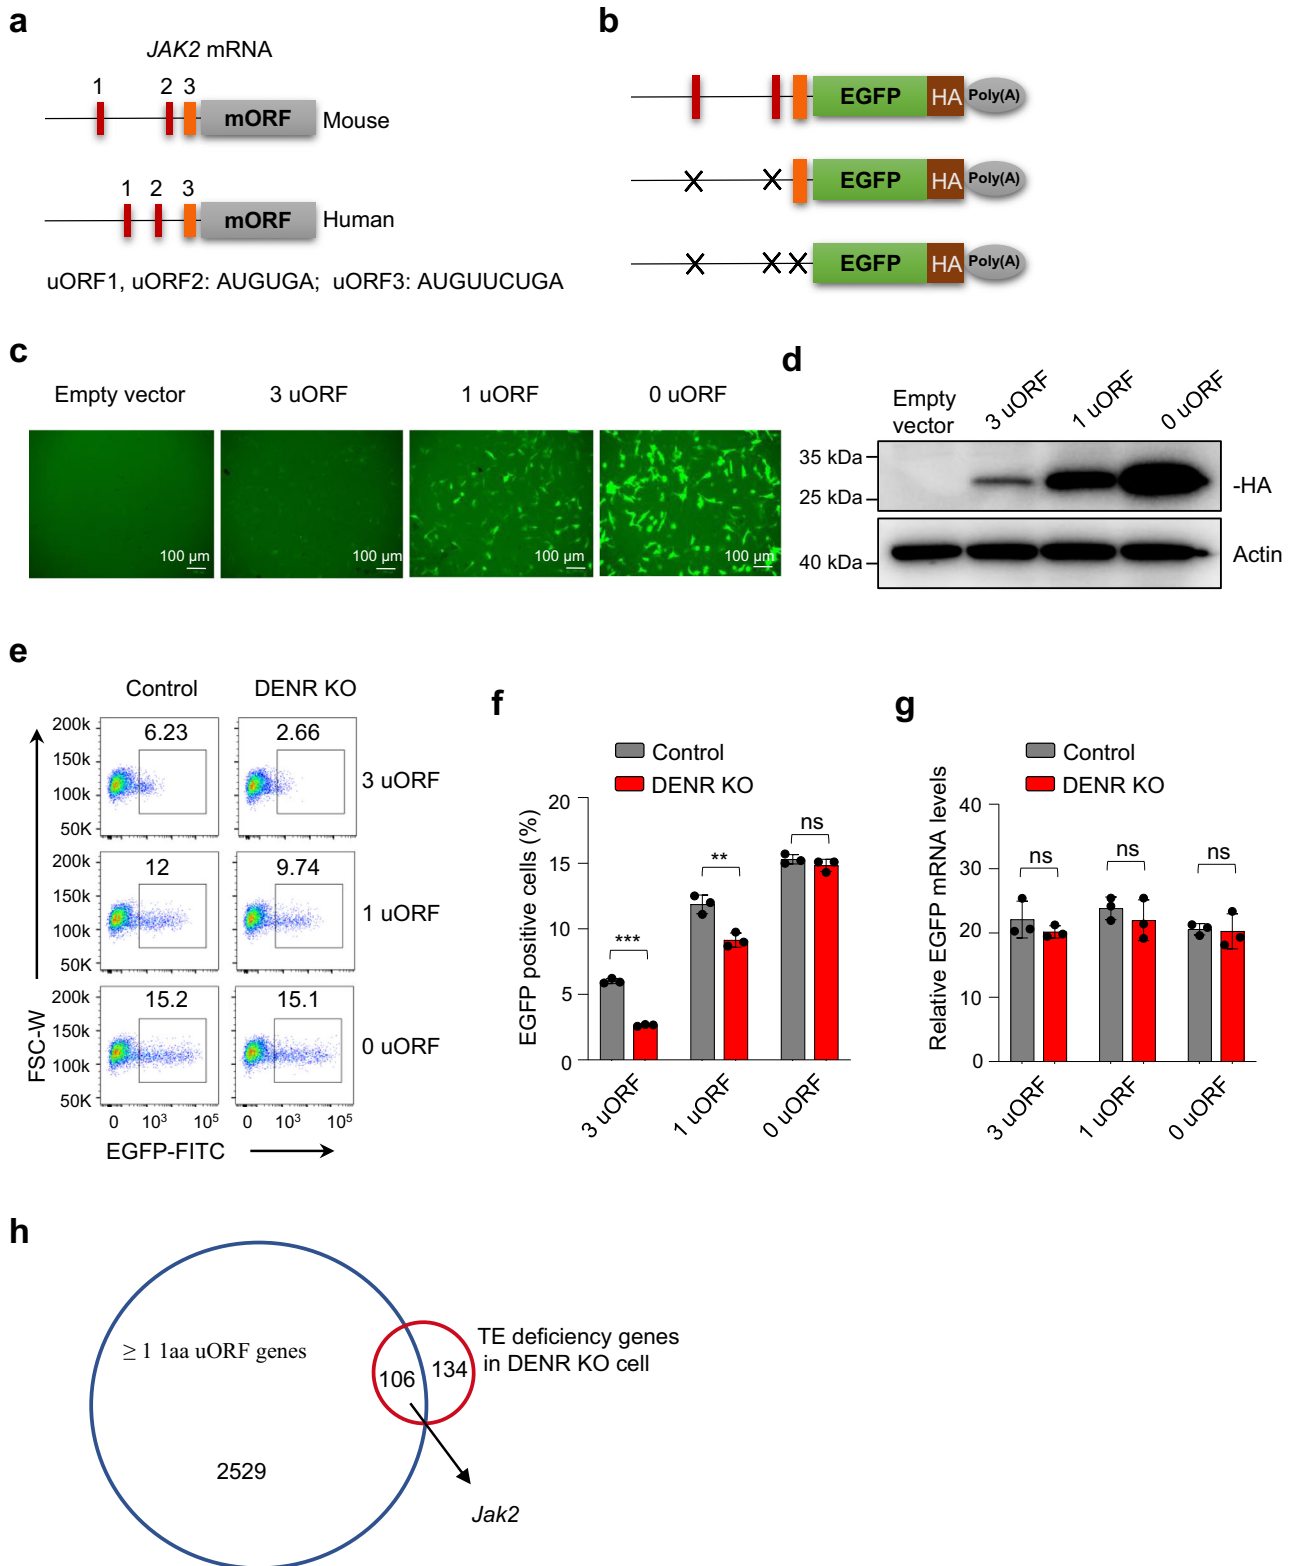 a
JAK2 mRNA
1 2 3
mORF Mouse
1 2 3
mORF Human
uORF1, uORF2: AUGUGA; uORF3: AUGUUCUGA
b
EGFP HA Poly(A)
EGFP HA Poly(A)
EGFP HA Poly(A)
c
Empty vector 3 uORF 1 uORF 0 uORF
100 µm 100 µm 100 µm 100 µm
d
Empty vector 3 uORF 1 uORF 0 uORF
35 kDa
25 kDa
-HA
40 kDa
Actin
e
Control DENR KO
200k 6.23 2.66
150k
100k
50K
3 uORF
200k 12 9.74
150k
100k
50K
1 uORF
200k 15.2 15.1
150k
100k
50K
0 uORF
0 10³ 10⁵ 0 10³ 10⁵
FSC-W
EGFP-FITC
f
Control
DENR KO
EGFP positive cells (%)
20
15
10
5
0
*** ** ns
3 uORF 1 uORF 0 uORF
g
Control
DENR KO
Relative EGFP mRNA levels
40
30
20
10
0
ns ns ns
3 uORF 1 uORF 0 uORF
h
≥ 1 1aa uORF genes
TE deficiency genes
in DENR KO cell
106 134
2529
Jak2